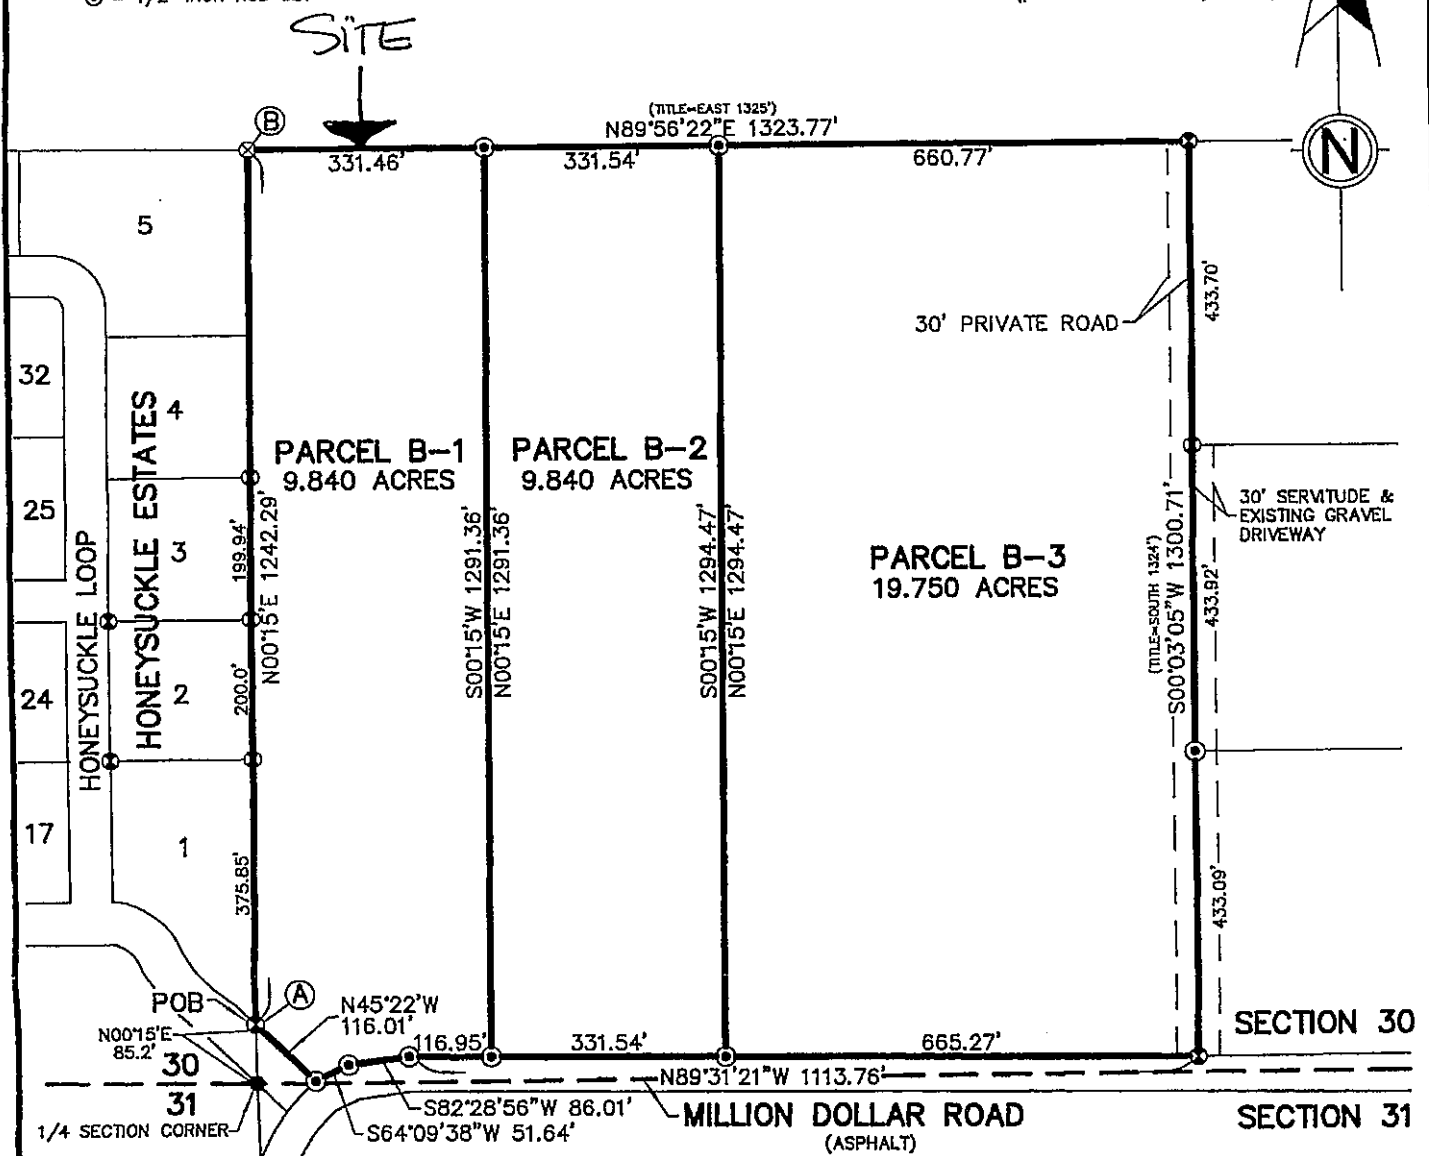 SITE
B
(TITLE=EAST 1325')
N89°56'22"E 1323.77'
331.46'
331.54'
660.77'
N
5
433.70'
30' PRIVATE ROAD
32
4
HONEYSUCKLE ESTATES
PARCEL B-1
9.840 ACRES
PARCEL B-2
9.840 ACRES
30' SERVITUDE &
EXISTING GRAVEL
DRIVEWAY
25
3
199.94'
N00°15'E 1242.29'
S00°15'W 1291.36'
N00°15'E 1291.36'
S00°15'W 1294.47'
N00°15'E 1294.47'
PARCEL B-3
19.750 ACRES
(TITLE=SOUTH 1324')
S00°03'05"W 1300.71'
433.92'
HONEYSUCKLE LOOP
24
2
200.0'
17
1
375.85'
433.09'
POB
A
N45°22'W
116.01'
N00°15'E
85.2'
116.95'
331.54'
665.27'
SECTION 30
30
N89°31'21"W 1113.76'
31
S82°28'56"W 86.01'
MILLION DOLLAR ROAD
SECTION 31
1/4 SECTION CORNER
S64°09'38"W 51.64'
(ASPHALT)